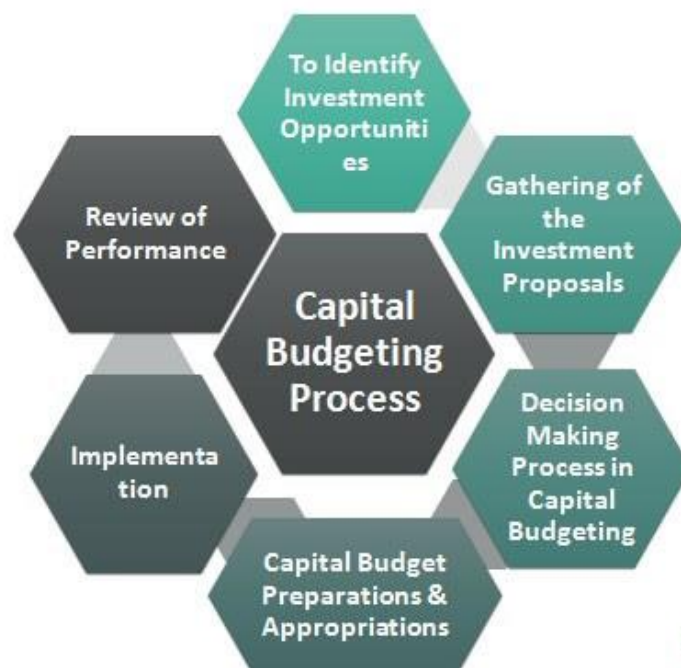 To Identify
Investment
Opportuniti
es
Gathering of
the
Investment
Proposals
Decision
Making
Process in
Capital
Budgeting
Capital Budget
Preparations &
Appropriations
Implementa
tion
Review of
Performance
Capital
Budgeting
Process